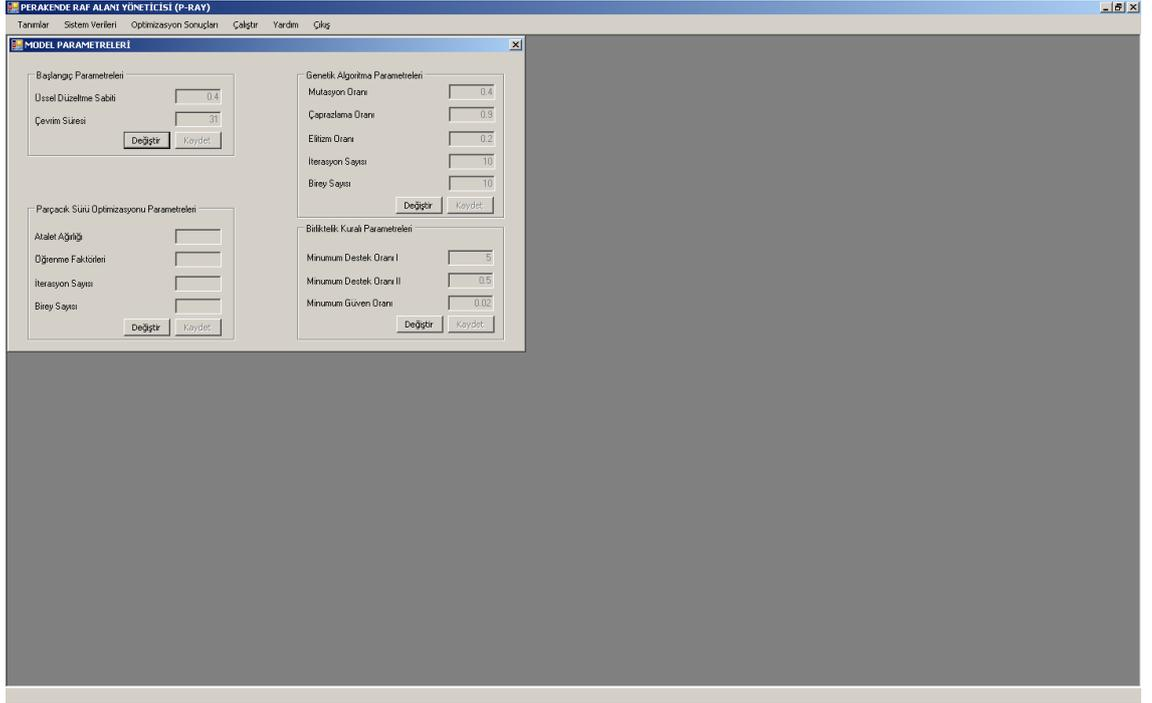 PERAKENDE RAF ALANI YÖNETİCİSİ (P-RAY)
Tanımlar Sistem Verileri Optimizasyon Sonuçları Çalıştır Yardım Çıkış
MODEL PARAMETRELERİ
Başlangıç Parametreleri
Üssel Düzeltme Sabiti 0.4
Çevrim Süresi 31
Değiştir Kaydet
Parçacık Sürü Optimizasyonu Parametreleri
Atalet Ağırlığı
Öğrenme Faktörleri
İterasyon Sayısı
Birey Sayısı
Değiştir Kaydet
Genetik Algoritma Parametreleri
Mutasyon Oranı 0.4
Çaprazlama Oranı 0.9
Elitizm Oranı 0.2
İterasyon Sayısı 10
Birey Sayısı 10
Değiştir Kaydet
Birliktelik Kuralı Parametreleri
Minumum Destek Oranı I 5
Minumum Destek Oranı II 0.5
Minumum Güven Oranı 0.02
Değiştir Kaydet